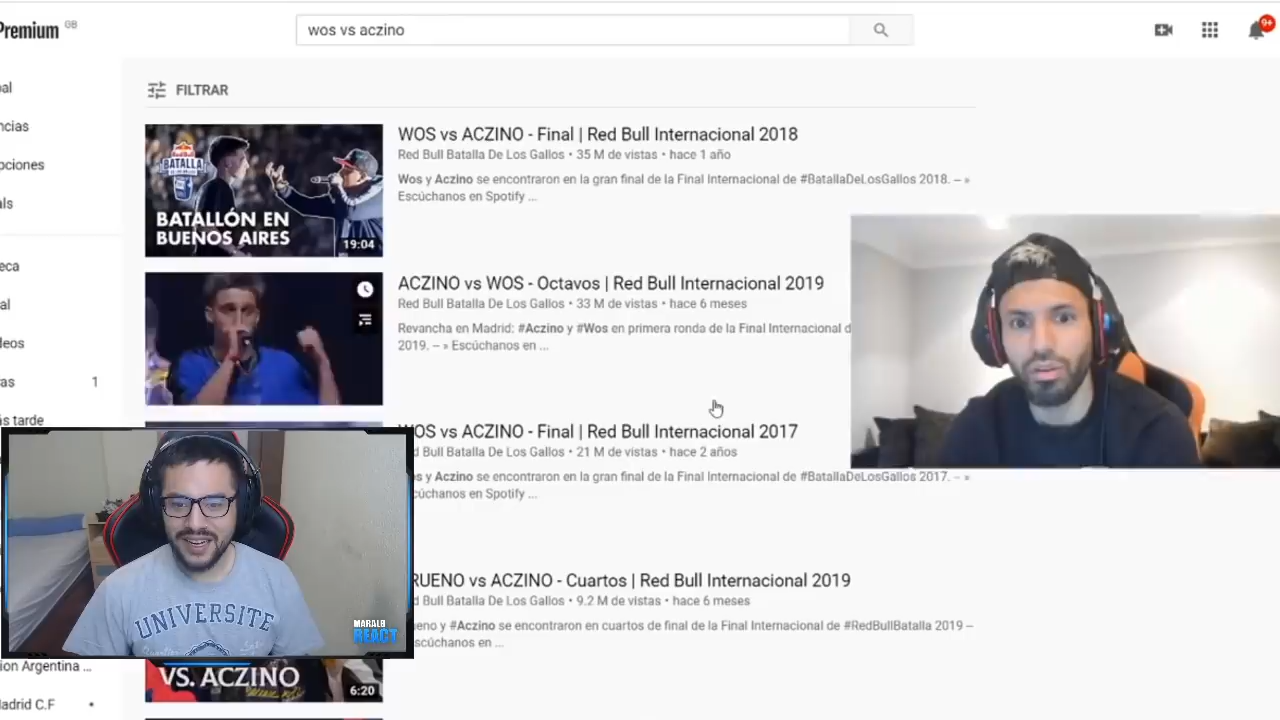 Premium GB
wos vs aczino
9+
FILTRAR
WOS vs ACZINO - Final | Red Bull Internacional 2018
Red Bull Batalla De Los Gallos • 35 M de vistas • hace 1 año
Wos y Aczino se encontraron en la gran final de la Final Internacional de #BatallaDeLosGallos 2018. – »
Escúchanos en Spotify ...
Red Bull
BATALLA
BATALLÓN EN
BUENOS AIRES
19:04
ACZINO vs WOS - Octavos | Red Bull Internacional 2019
Red Bull Batalla De Los Gallos • 33 M de vistas • hace 6 meses
Revancha en Madrid: #Aczino y #Wos en primera ronda de la Final Internacional d
2019. – » Escúchanos en ...
WOS vs ACZINO - Final | Red Bull Internacional 2017
d Bull Batalla De Los Gallos • 21 M de vistas • hace 2 años
os y Aczino se encontraron en la gran final de la Final Internacional de #BatallaDeLosGallos 2017. – »
scúchanos en Spotify ...
RUENO vs ACZINO - Cuartos | Red Bull Internacional 2019
d Bull Batalla De Los Gallos • 9.2 M de vistas • hace 6 meses
eno y #Aczino se encontraron en cuartos de final de la Final Internacional de #RedBullBatalla 2019 –
scúchanos en ...
VS. ACZINO
6:20
al
ncias
pciones
als
eca
al
deos
as 1
ás tarde
ion Argentina ...
adrid C.F •
UNIVERSITE
MARALB
REACT